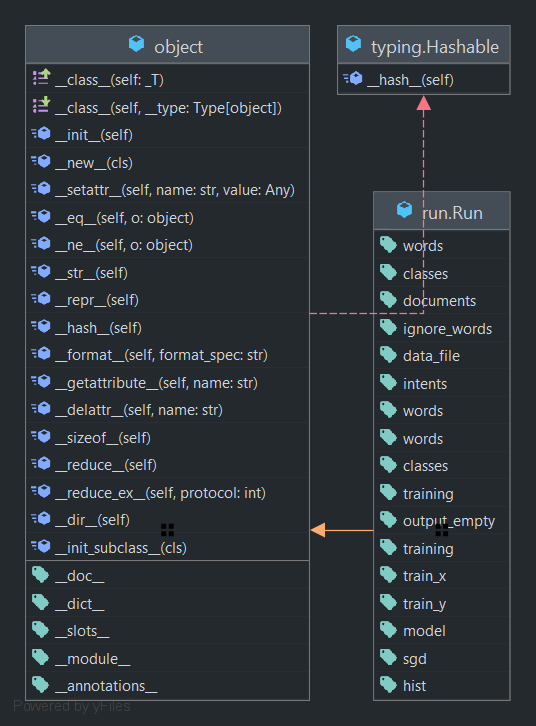 object
__class__(self: _T)
__class__(self, __type: Type[object])
__init__(self)
__new__(cls)
__setattr__(self, name: str, value: Any)
__eq__(self, o: object)
__ne__(self, o: object)
__str__(self)
__repr__(self)
__hash__(self)
__format__(self, format_spec: str)
__getattribute__(self, name: str)
__delattr__(self, name: str)
__sizeof__(self)
__reduce__(self)
__reduce_ex__(self, protocol: int)
__dir__(self)
__init_subclass__(cls)
__doc__
__dict__
__slots__
__module__
__annotations__
typing.Hashable
__hash__(self)
run.Run
words
classes
documents
ignore_words
data_file
intents
words
words
classes
training
output_empty
training
train_x
train_y
model
sgd
hist
Powered by yFiles